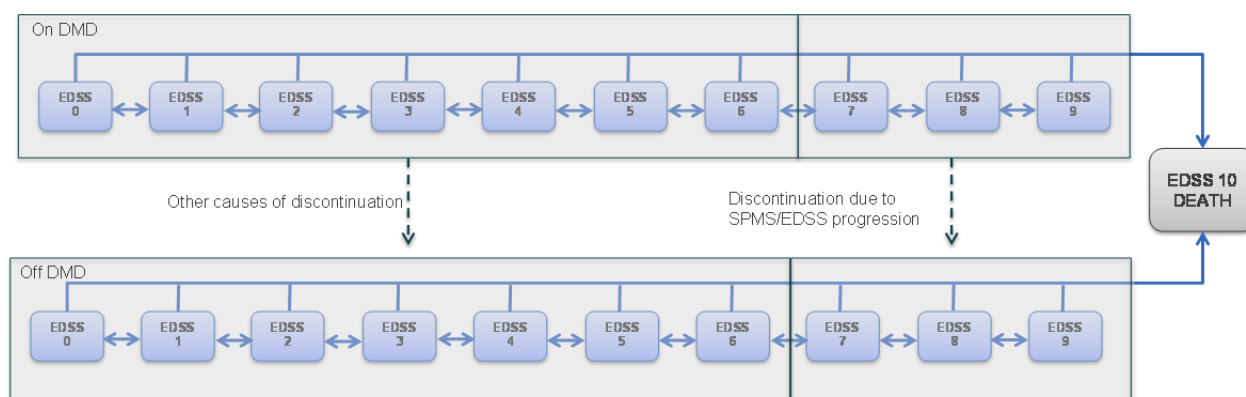 On DMD
EDSS
0
EDSS
1
EDSS
2
EDSS
3
EDSS
4
EDSS
5
EDSS
6
EDSS
7
EDSS
8
EDSS
9
EDSS 10
DEATH
Other causes of discontinuation
Discontinuation due to
SPMS/EDSS progression
Off DMD
EDSS
0
EDSS
1
EDSS
2
EDSS
3
EDSS
4
EDSS
5
EDSS
6
EDSS
7
EDSS
8
EDSS
9